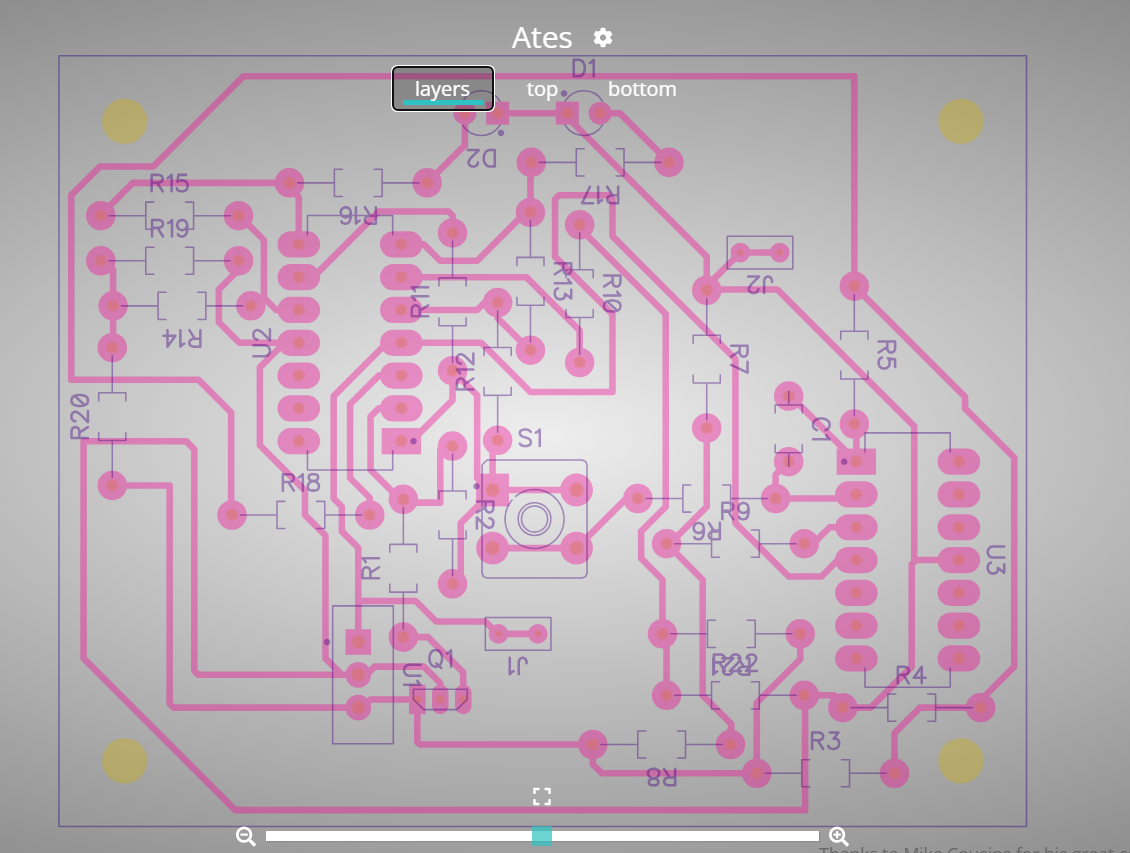 Ates
D1
layers top bottom
D2
R15
R17
R16
R19
J2
R13
R10
R11
R14
U2
R7
R5
R12
R20
C1
S1
R18
R2
R9
R6
U3
R1
Q1
J1
U1
R22
R4
R3
R8